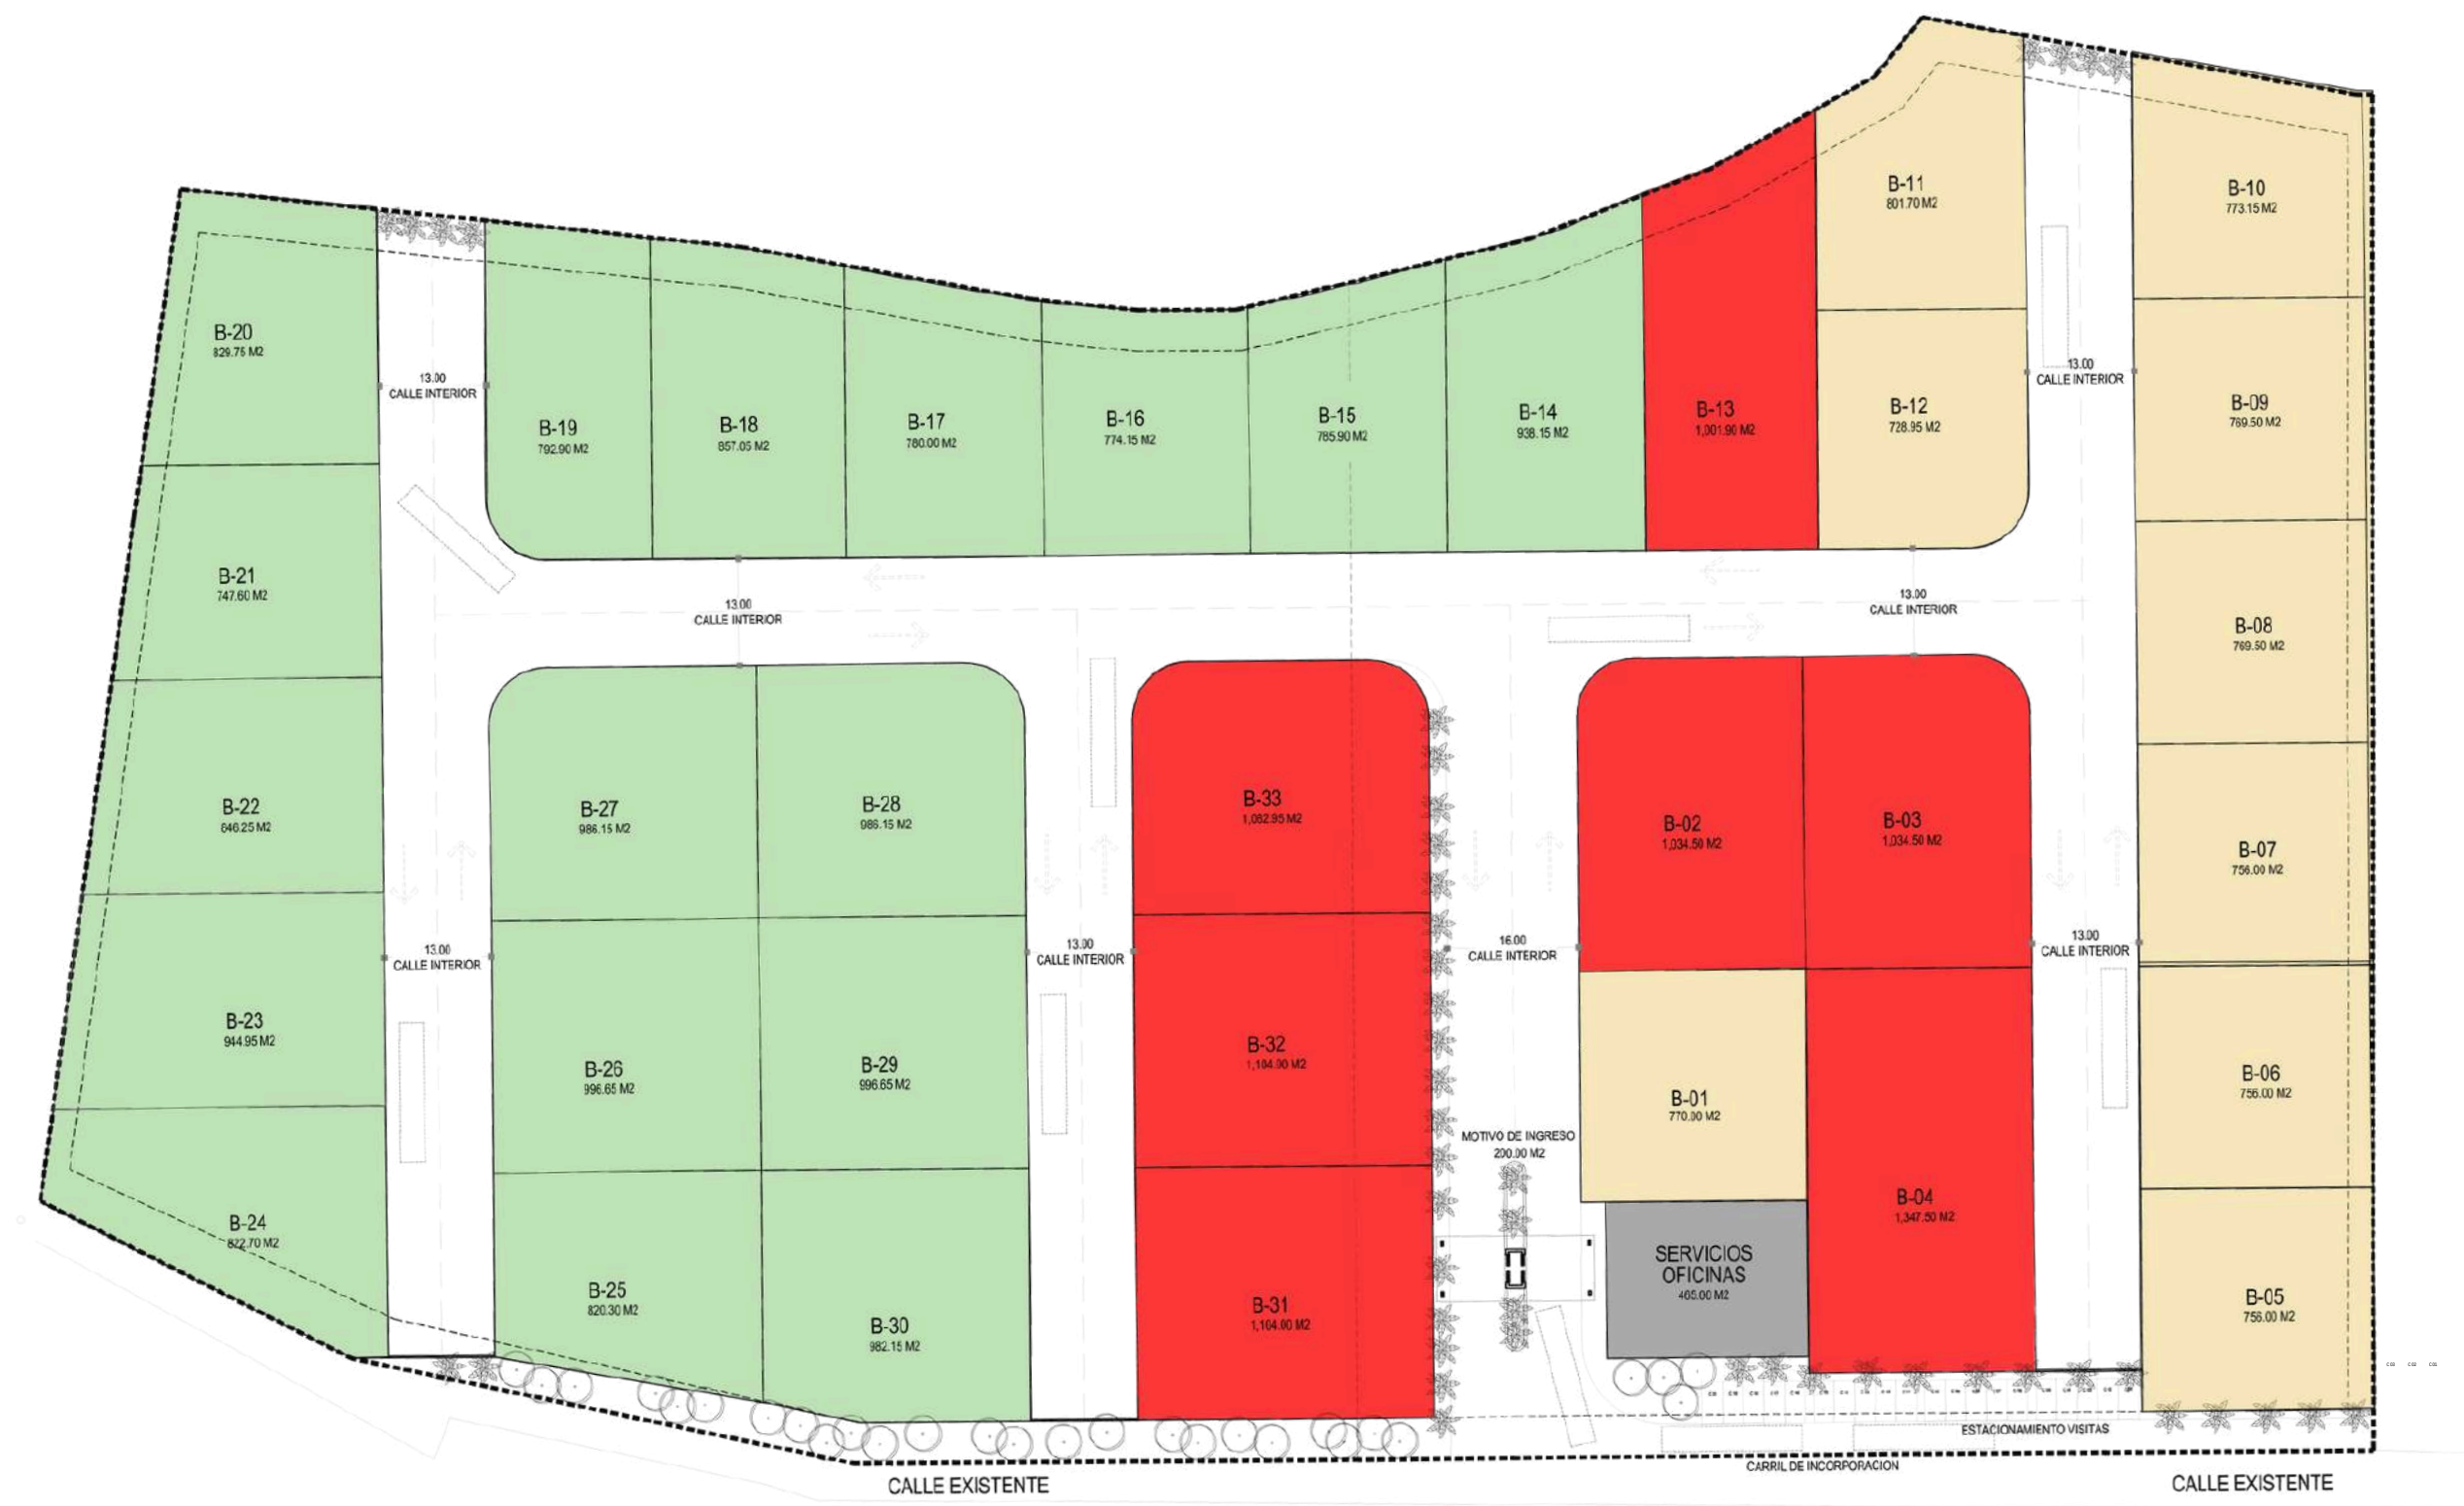 B-11
801.70 M2
B-10
773.15 M2
B-20
829.75 M2
13.00
CALLE INTERIOR
13.00
CALLE INTERIOR
B-19
792.90 M2
B-18
857.05 M2
B-17
780.00 M2
B-16
774.15 M2
B-15
785.90 M2
B-14
938.15 M2
B-13
1,001.90 M2
B-12
728.95 M2
B-09
769.50 M2
B-21
747.60 M2
13.00
CALLE INTERIOR
13.00
CALLE INTERIOR
B-08
769.50 M2
B-22
846.25 M2
B-27
986.15 M2
B-28
986.15 M2
B-33
1,082.95 M2
B-02
1,034.50 M2
B-03
1,034.50 M2
B-07
756.00 M2
13.00
CALLE INTERIOR
13.00
CALLE INTERIOR
16.00
CALLE INTERIOR
13.00
CALLE INTERIOR
B-23
944.95 M2
B-26
996.65 M2
B-29
996.65 M2
B-32
1,104.00 M2
B-01
770.00 M2
B-06
756.00 M2
MOTIVO DE INGRESO
200.00 M2
B-24
822.70 M2
B-25
820.30 M2
B-30
982.15 M2
B-31
1,104.00 M2
SERVICIOS
OFICINAS
465.00 M2
B-04
1,347.50 M2
B-05
756.00 M2
ESTACIONAMIENTO VISITAS
CARRIL DE INCORPORACION
CALLE EXISTENTE
CALLE EXISTENTE